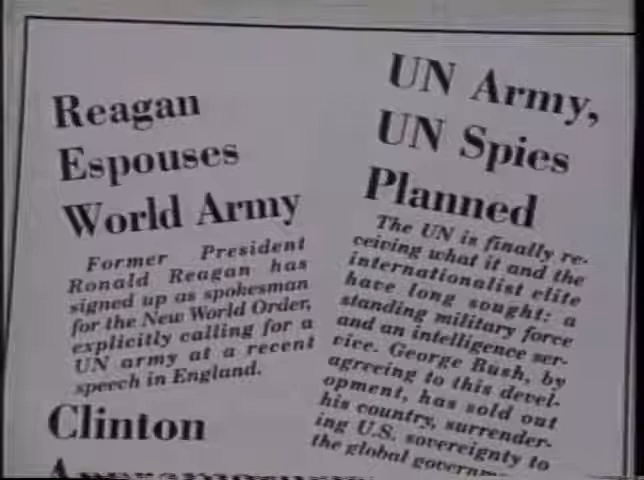 Reagan
Espouses
World Army
Former President
Ronald Reagan has
signed up as spokesman
for the New World Order,
explicitly calling for a
UN army at a recent
speech in England.
Clinton
UN Army,
UN Spies
Planned
The UN is finally re-
ceiving what it and the
internationalist elite
have long sought: a
standing military force
and an intelligence ser-
vice. George Bush, by
agreeing to this devel-
opment, has sold out
his country, surrender-
ing U.S. sovereignty to
the global